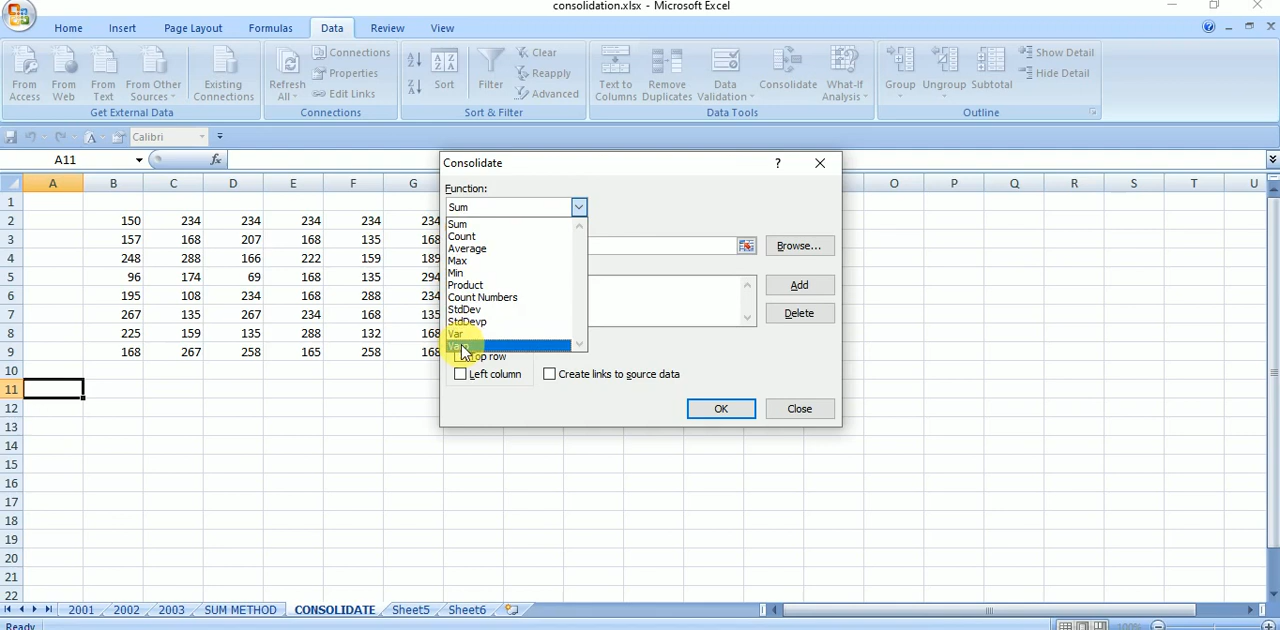 consolidation.xlsx - Microsoft Excel
Home Insert Page Layout Formulas Data Review View
From Access From Web From Text From Other Sources Existing Connections
Get External Data
Refresh All Connections Properties Edit Links
Connections
Sort Filter Clear Reapply Advanced
Sort & Filter
Text to Columns Remove Duplicates Data Validation Consolidate What-If Analysis
Data Tools
Group Ungroup Subtotal Show Detail Hide Detail
Outline
Calibri
A11 fx
A B C D E F G O P Q R S T U
1
2 150 234 234 234 234 234
3 157 168 207 168 135 168
4 248 288 166 222 159 189
5 96 174 69 168 135 294
6 195 108 234 168 288 234
7 267 135 267 234 168 135
8 225 159 135 288 132 168
9 168 267 258 165 258 168
10
11
12
13
14
15
16
17
18
19
20
21
22
Consolidate ?
Function:
Sum
Sum
Count
Average
Max
Min
Product
Count Numbers
StdDev
StdDevp
Var
Browse...
Add
Delete
Top row
Left column Create links to source data
OK Close
2001 2002 2003 SUM METHOD CONSOLIDATE Sheet5 Sheet6
Ready 100%